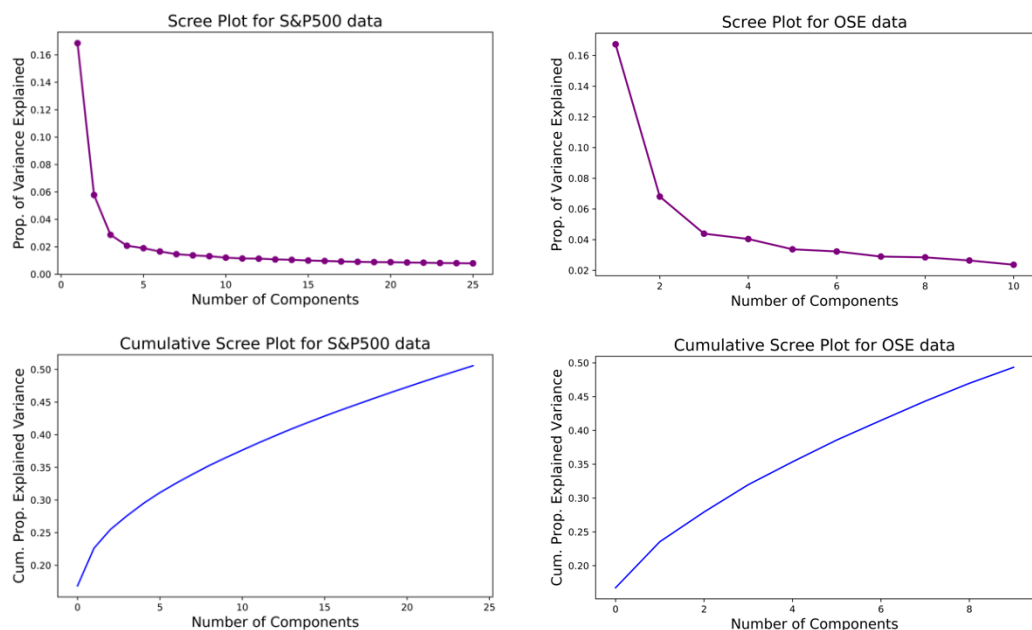 Scree Plot for S&P500 data
Prop. of Variance Explained
0.16
0.14
0.12
0.10
0.08
0.06
0.04
0.02
0.00
0 5 10 15 20 25
Number of Components
Scree Plot for OSE data
Prop. of Variance Explained
0.16
0.14
0.12
0.10
0.08
0.06
0.04
0.02
2 4 6 8 10
Number of Components
Cumulative Scree Plot for S&P500 data
Cum. Prop. Explained Variance
0.50
0.45
0.40
0.35
0.30
0.25
0.20
0 5 10 15 20 25
Number of Components
Cumulative Scree Plot for OSE data
Cum. Prop. Explained Variance
0.50
0.45
0.40
0.35
0.30
0.25
0.20
0 2 4 6 8
Number of Components